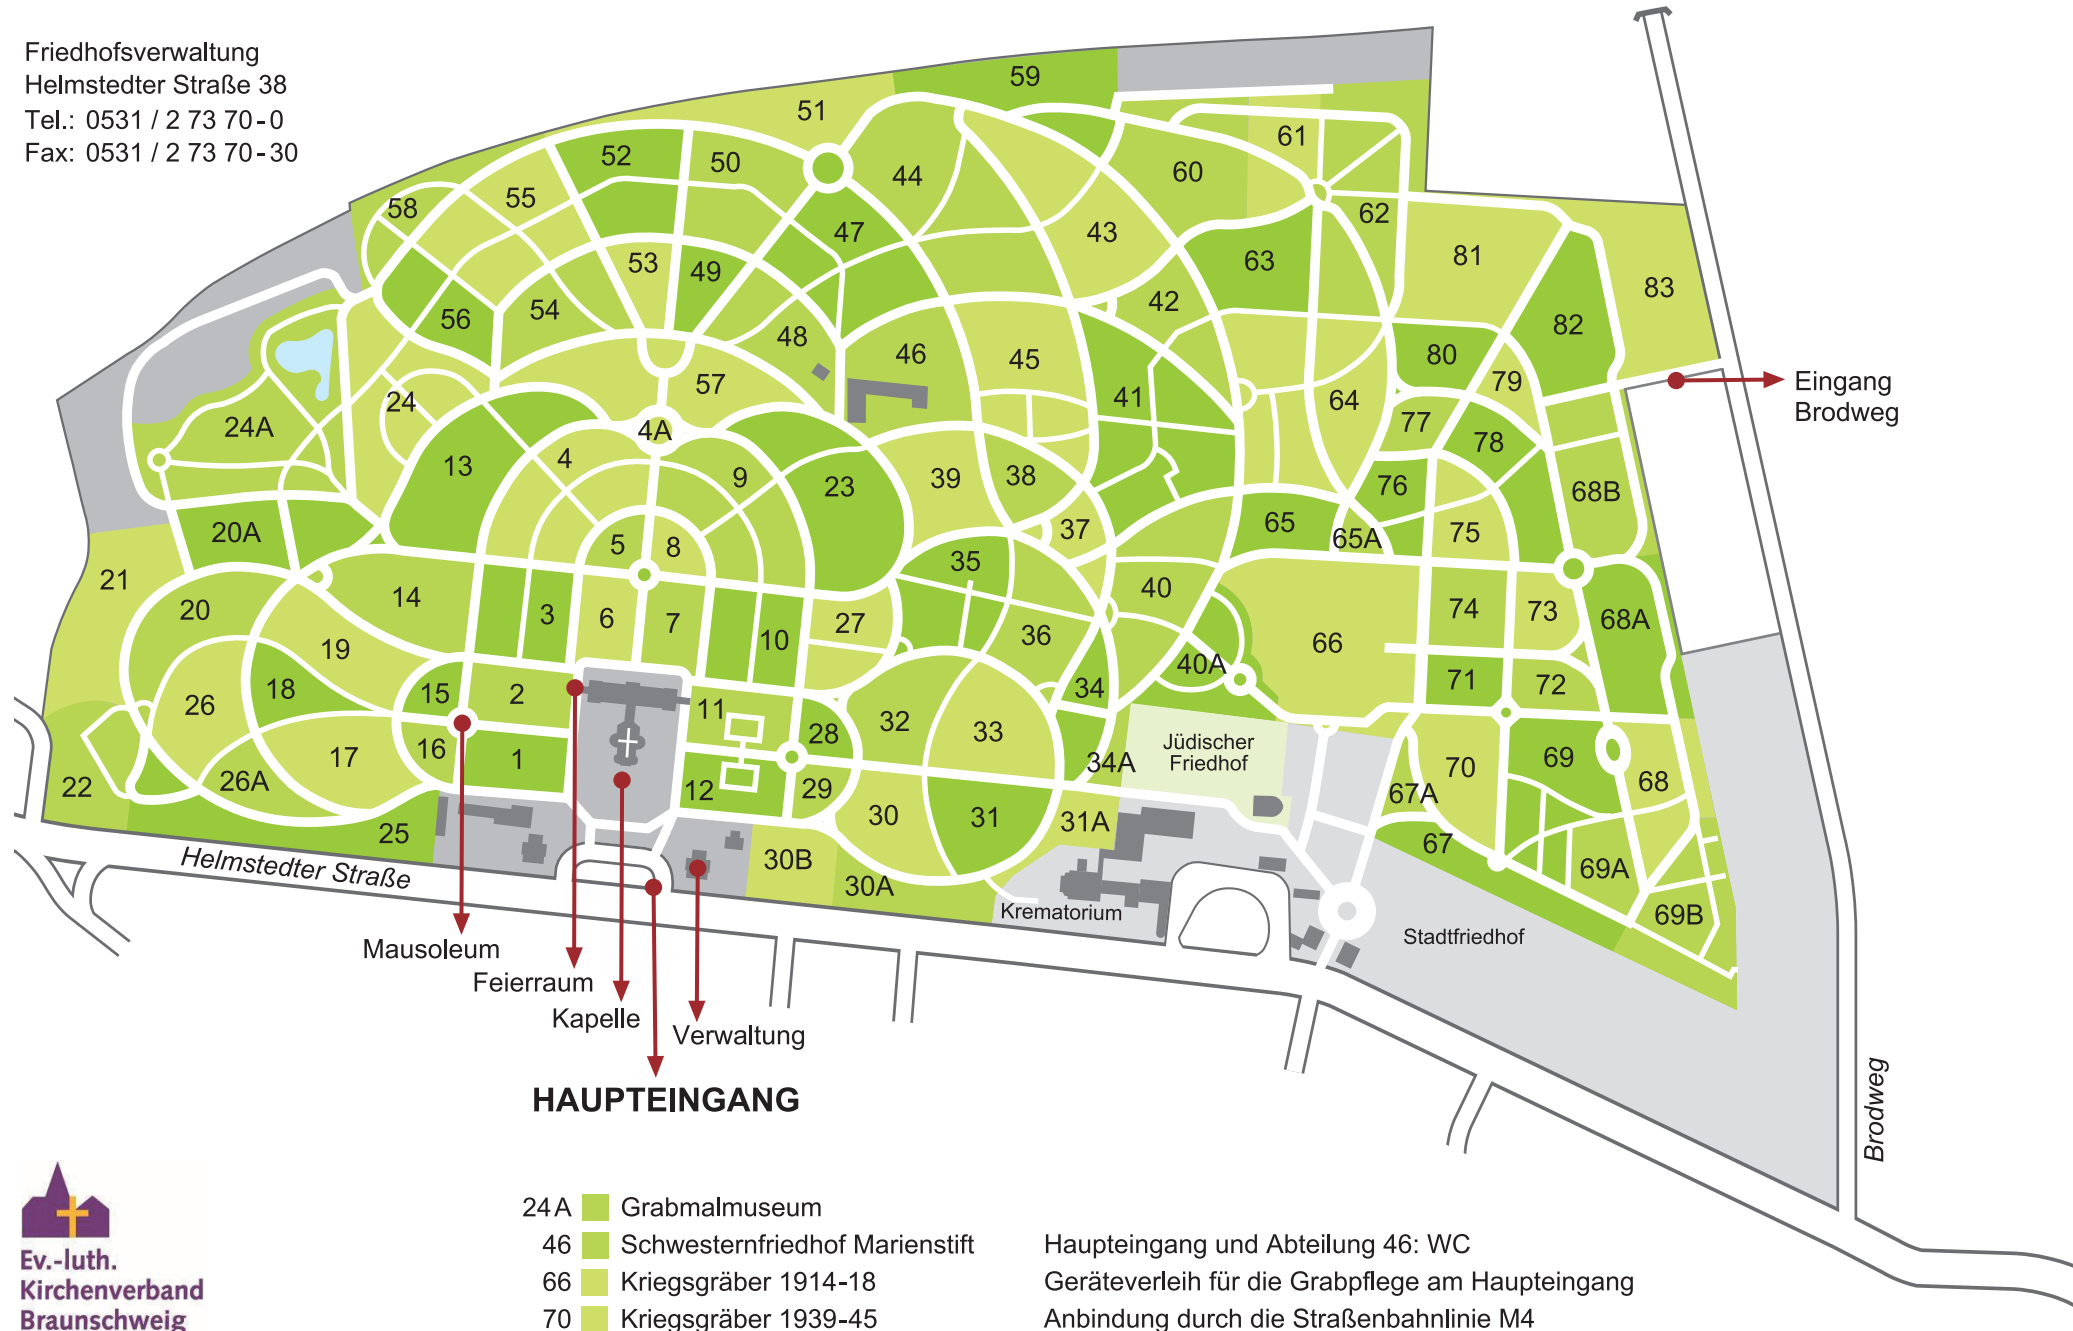 Friedhofsverwaltung
Helmstedter Straße 38
Tel.: 0531 / 2 73 70-0
Fax: 0531 / 2 73 70-30
59
51
61
52
50
44
60
55
58
62
47
43
81
53
49
63
83
42
54
56
82
48
46
45
80
57
79
Eingang
Brodweg
24
64
41
24A
4A
77
78
13
4
9
23
39
38
76
68B
20A
65
37
65A
75
5
8
35
21
14
40
20
3
6
7
10
27
36
66
74
73
68A
19
18
15
2
40A
34
71
72
26
11
32
33
28
16
17
1
Jüdischer
Friedhof
34A
69
70
68
22
26A
12
29
67A
30
31
31A
25
67
30B
30A
69A
69B
Helmstedter Straße
Krematorium
Stadtfriedhof
Mausoleum
Feierraum
Kapelle
Verwaltung
HAUPTEINGANG
Brodweg
Ev.-luth.
Kirchenverband
Braunschweig
24 A Grabmalmuseum
46 Schwesternfriedhof Marienstift
66 Kriegsgräber 1914-18
70 Kriegsgräber 1939-45
Haupteingang und Abteilung 46: WC
Geräteverleih für die Grabpflege am Haupteingang
Anbindung durch die Straßenbahnlinie M4